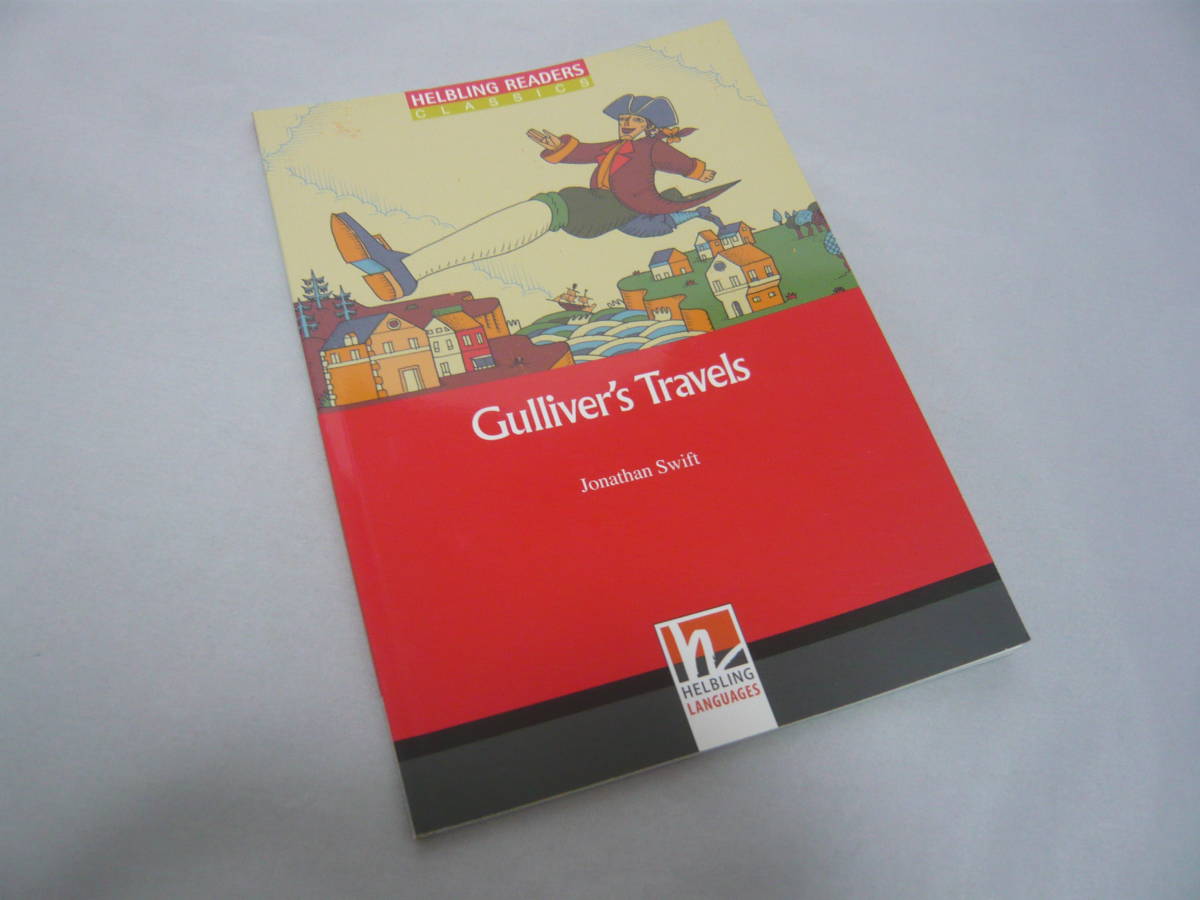 HELBLING READERS
CLASSICS
Gulliver's Travels
Jonathan Swift
h
HELBLING
LANGUAGES